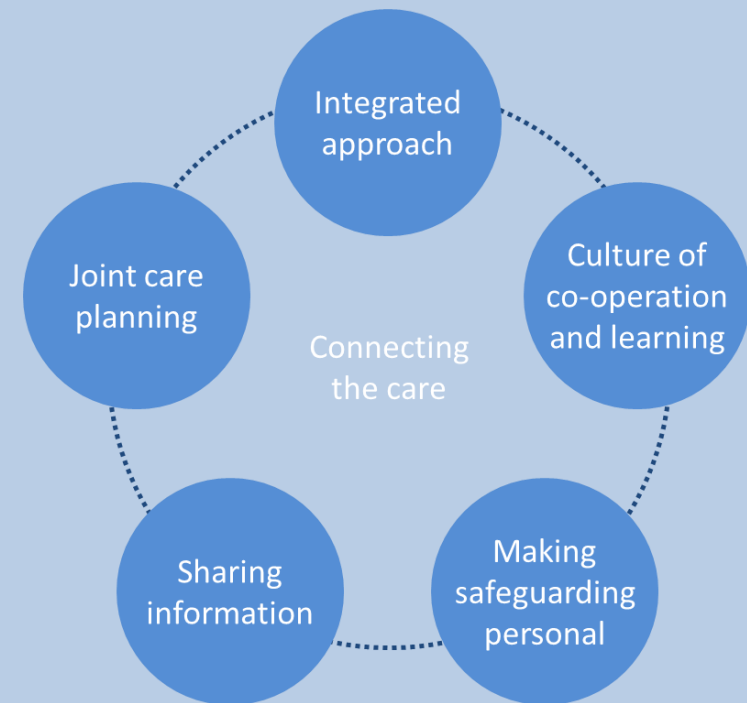 Integrated
approach
Culture of
co-operation
and learning
Making
safeguarding
personal
Sharing
information
Joint care
planning
Connecting
the care